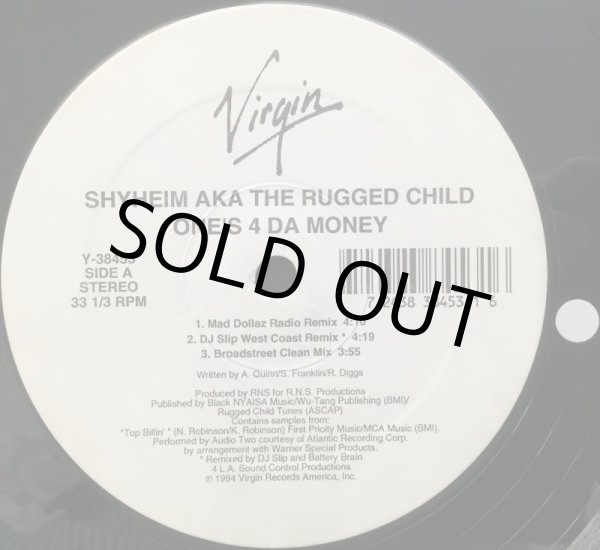 Virgin
SHYHEIM AKA THE RUGGED CHILD
ONE'S 4 DA MONEY
SOLD OUT
SIDE A
STEREO
33 1/3 RPM
1. Mad Dollaz Radio Remix
2. DJ Slip West Coast Remix * 4:19
3. Broadstreet Clean Mix 3:55
Written by A. Quinn/S. Franklin/R. Diggs
Produced by RNS for R.N.S. Productions
Published by Black NYAISA Music/Wu-Tang Publishing (BMI)/
Rugged Child Tunes (ASCAP)
Contains samples from:
"Top Billin' " (N. Robinson/K. Robinson) First Priority Music/MCA Music (BMI).
Performed by Audio Two courtesy of Atlantic Recording Corp.
by arrangement with Warner Special Products.
* Remixed by DJ Slip and Battery Brain
4 L.A. Sound Control Productions
℗ 1994 Virgin Records America, Inc.